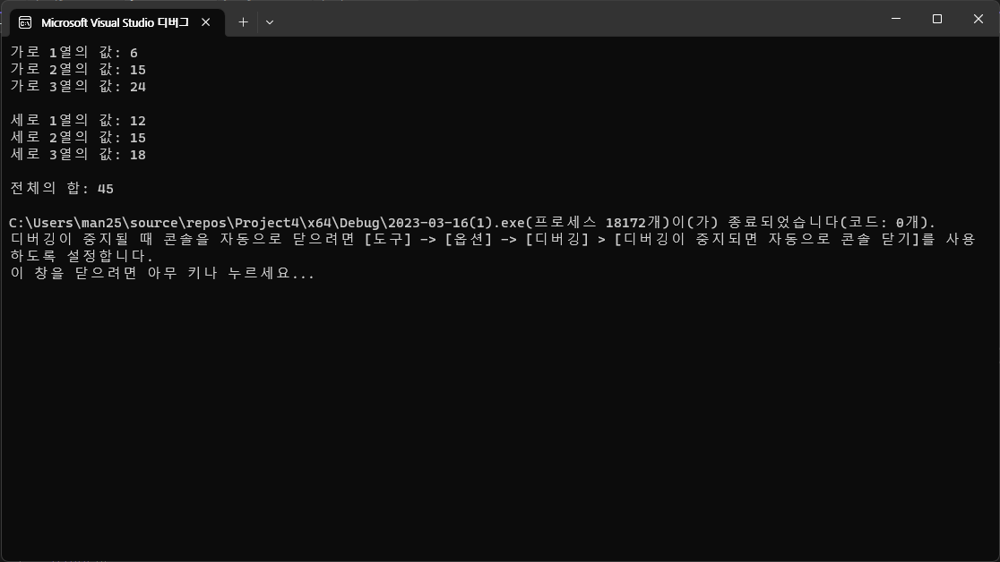 Microsoft Visual Studio 디버그
가로 1열의 값: 6
가로 2열의 값: 15
가로 3열의 값: 24
세로 1열의 값: 12
세로 2열의 값: 15
세로 3열의 값: 18
전체의 합: 45
C:\Users\man25\source\repos\Project4\x64\Debug\2023-03-16(1).exe(프로세스 18172개)이(가) 종료되었습니다(코드: 0개).
디버깅이 중지될 때 콘솔을 자동으로 닫으려면 [도구] -> [옵션] -> [디버깅] > [디버깅이 중지되면 자동으로 콘솔 닫기]를 사용
하도록 설정합니다.
이 창을 닫으려면 아무 키나 누르세요...